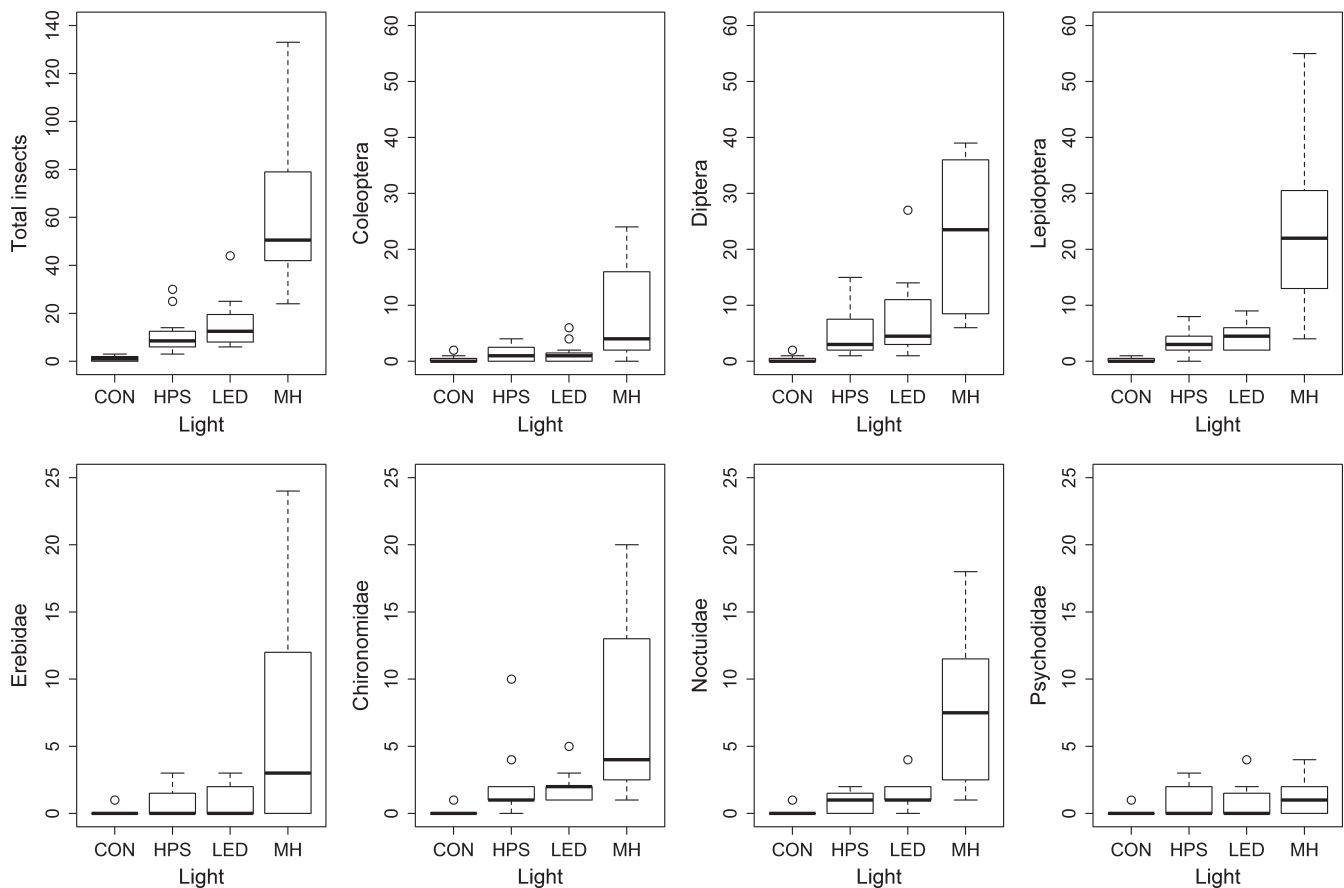 Total insects
0 20 40 60 80 100 120 140
CON HPS LED MH
Light
Coleoptera
0 10 20 30 40 50 60
CON HPS LED MH
Light
Diptera
0 10 20 30 40 50 60
CON HPS LED MH
Light
Lepidoptera
0 10 20 30 40 50 60
CON HPS LED MH
Light
Erebidae
0 5 10 15 20 25
CON HPS LED MH
Light
Chironomidae
0 5 10 15 20 25
CON HPS LED MH
Light
Noctuidae
0 5 10 15 20 25
CON HPS LED MH
Light
Psychodidae
0 5 10 15 20 25
CON HPS LED MH
Light